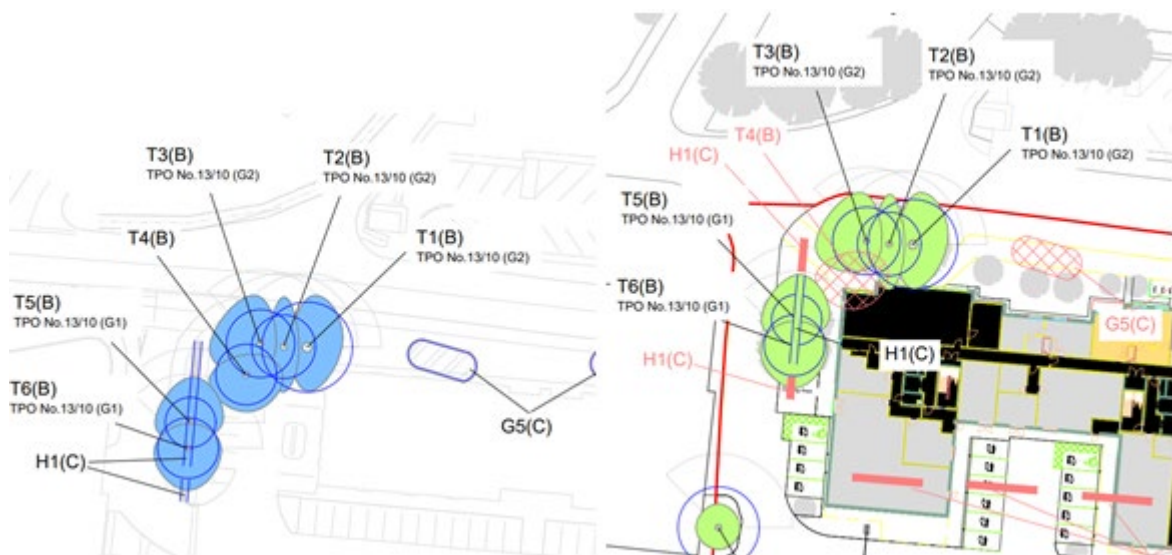 T3(B)
TPO No.13/10 (G2)
T2(B)
TPO No.13/10 (G2)
T4(B)
T1(B)
TPO No.13/10 (G2)
T5(B)
TPO No.13/10 (G1)
T6(B)
TPO No.13/10 (G1)
H1(C)
G5(C)
T3(B)
TPO No.13/10 (G2)
T2(B)
TPO No.13/10 (G2)
T4(B)
H1(C)
T1(B)
TPO No.13/10 (G2)
T5(B)
TPO No.13/10 (G1)
T6(B)
TPO No.13/10 (G1)
G5(C)
H1(C)
H1(C)